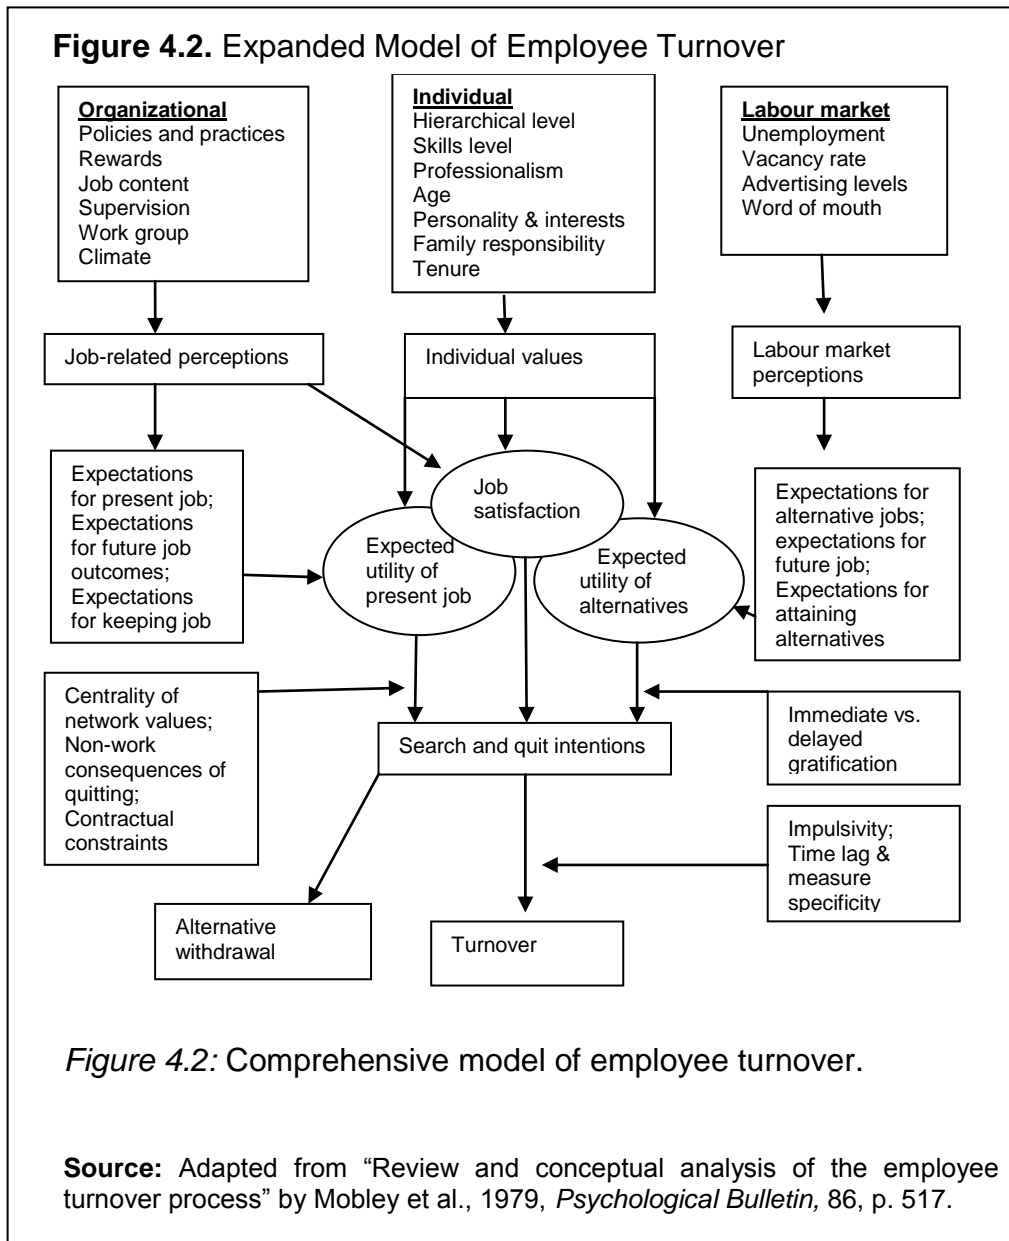 Figure 4.2. Expanded Model of Employee Turnover
Organizational
Policies and practices
Rewards
Job content
Supervision
Work group
Climate
Individual
Hierarchical level
Skills level
Professionalism
Age
Personality & interests
Family responsibility
Tenure
Labour market
Unemployment
Vacancy rate
Advertising levels
Word of mouth
Job-related perceptions
Individual values
Labour market
perceptions
Expectations
for present job;
Expectations
for future job
outcomes;
Expectations
for keeping job
Job
satisfaction
Expected
utility of
present job
Expected
utility of
alternatives
Expectations for
alternative jobs;
expectations for
future job;
Expectations for
attaining
alternatives
Centrality of
network values;
Non-work
consequences of
quitting;
Contractual
constraints
Search and quit intentions
Immediate vs.
delayed
gratification
Impulsivity;
Time lag &
measure
specificity
Alternative
withdrawal
Turnover
Figure 4.2: Comprehensive model of employee turnover.
Source: Adapted from “Review and conceptual analysis of the employee
turnover process” by Mobley et al., 1979, Psychological Bulletin, 86, p. 517.